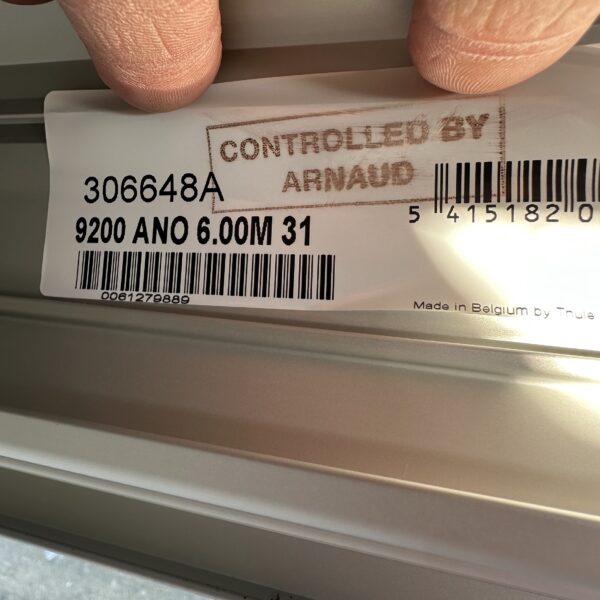 CONTROLLED BY
ARNAUD
306648A
9200 ANO 6.00M 31
0061279889
5 415182 0
Made in Belgium by Thule